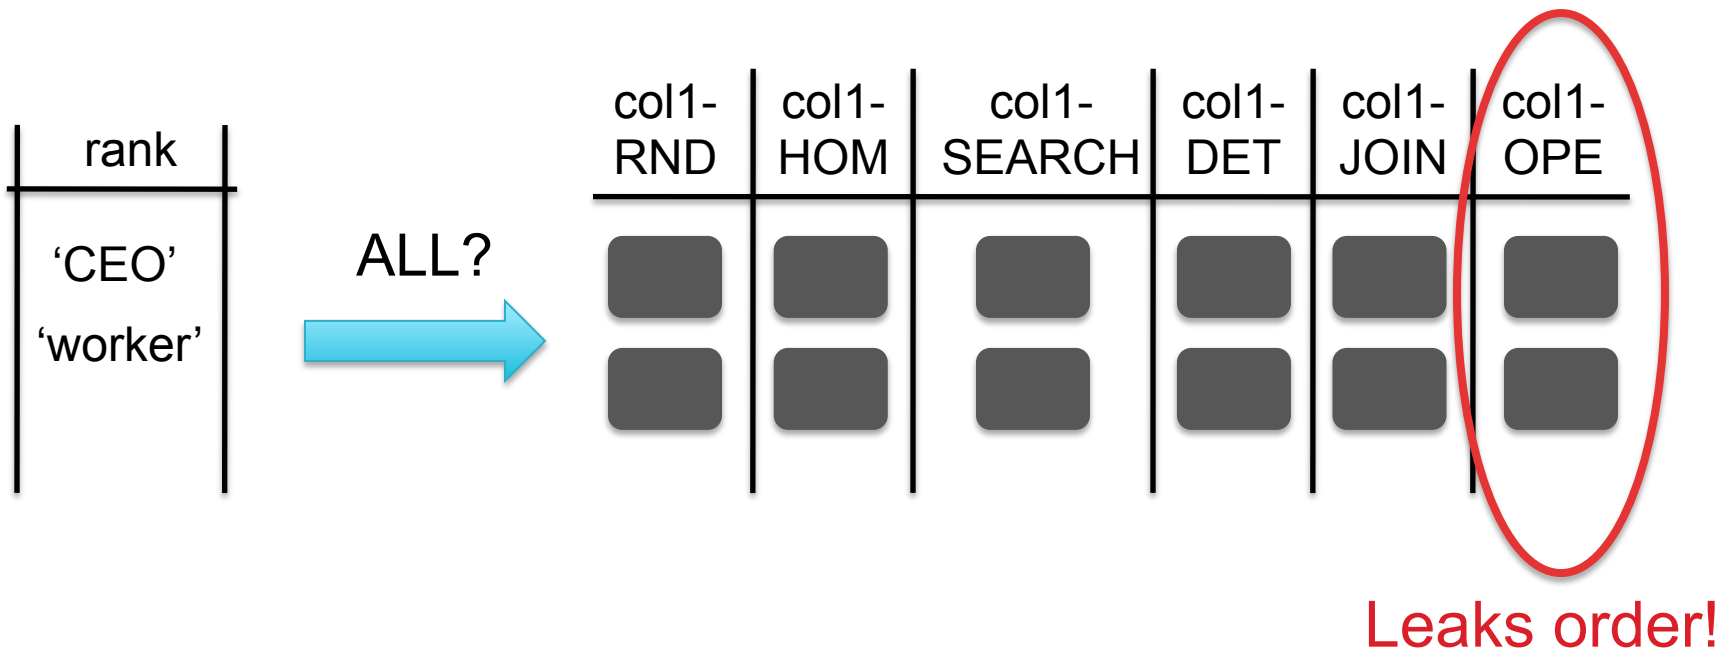 rank
‘CEO’
‘worker’
ALL?
col1-
RND
col1-
HOM
col1-
SEARCH
col1-
DET
col1-
JOIN
col1-
OPE
Leaks order!